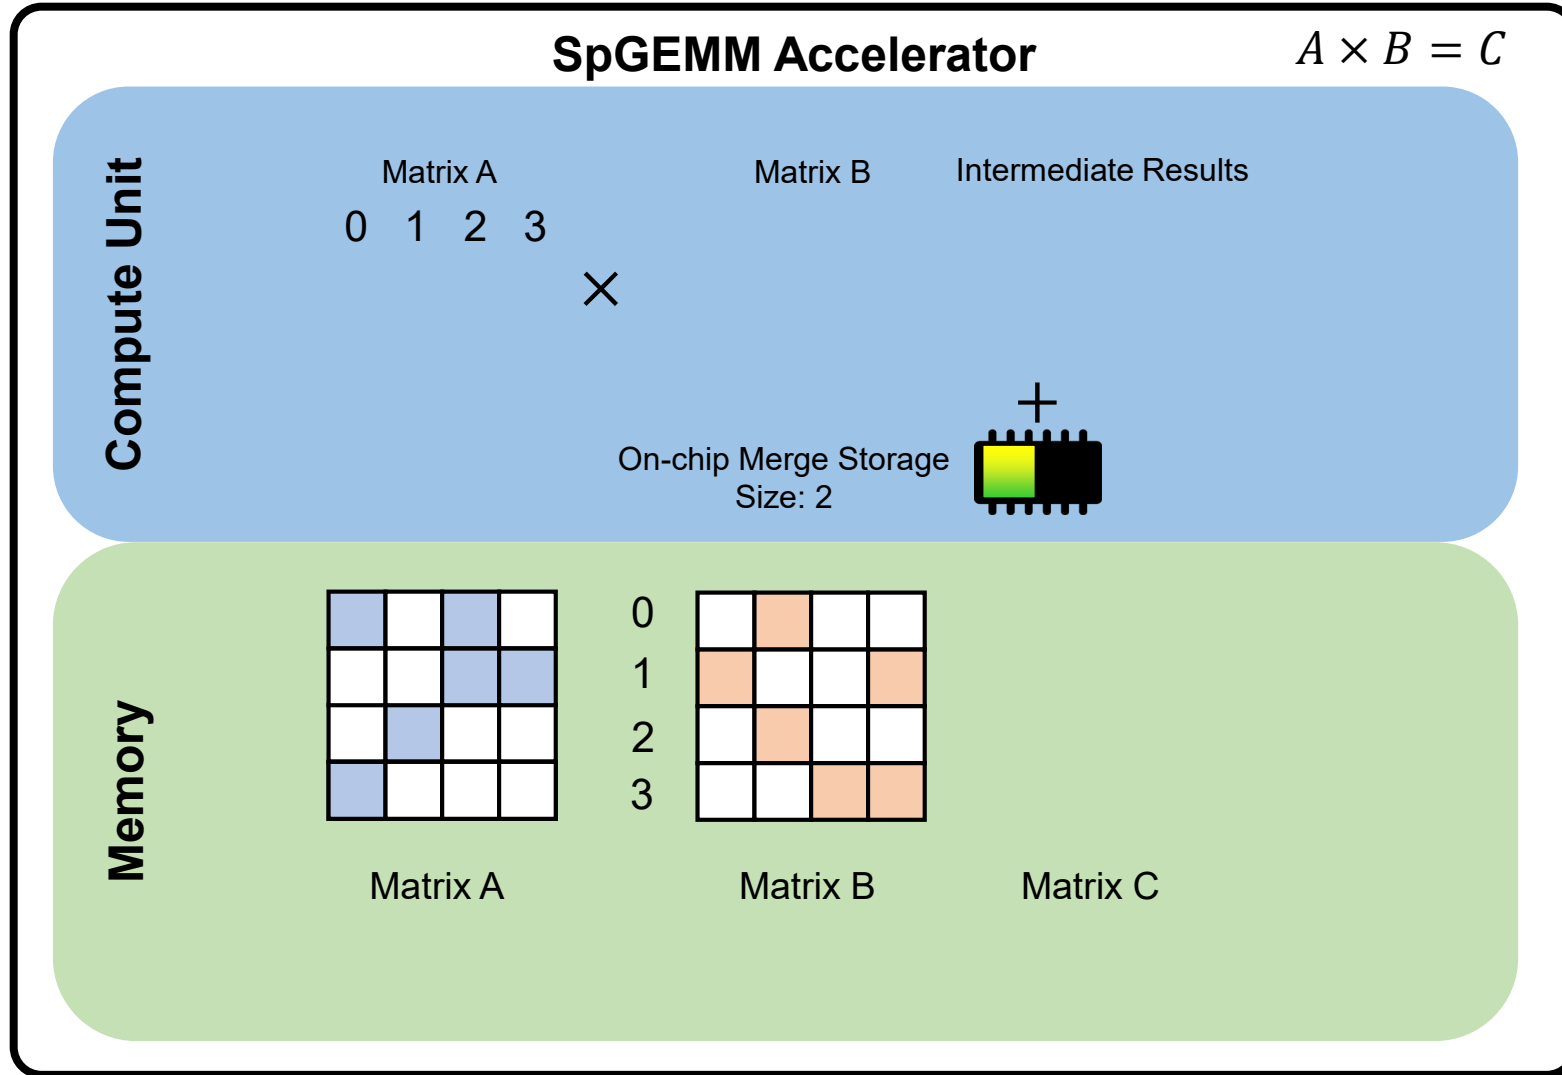 SpGEMM Accelerator
A × B = C
Compute Unit
Matrix A
Matrix B
Intermediate Results
0 1 2 3
×
+
On-chip Merge Storage
Size: 2
Memory
0
1
2
3
Matrix A
Matrix B
Matrix C